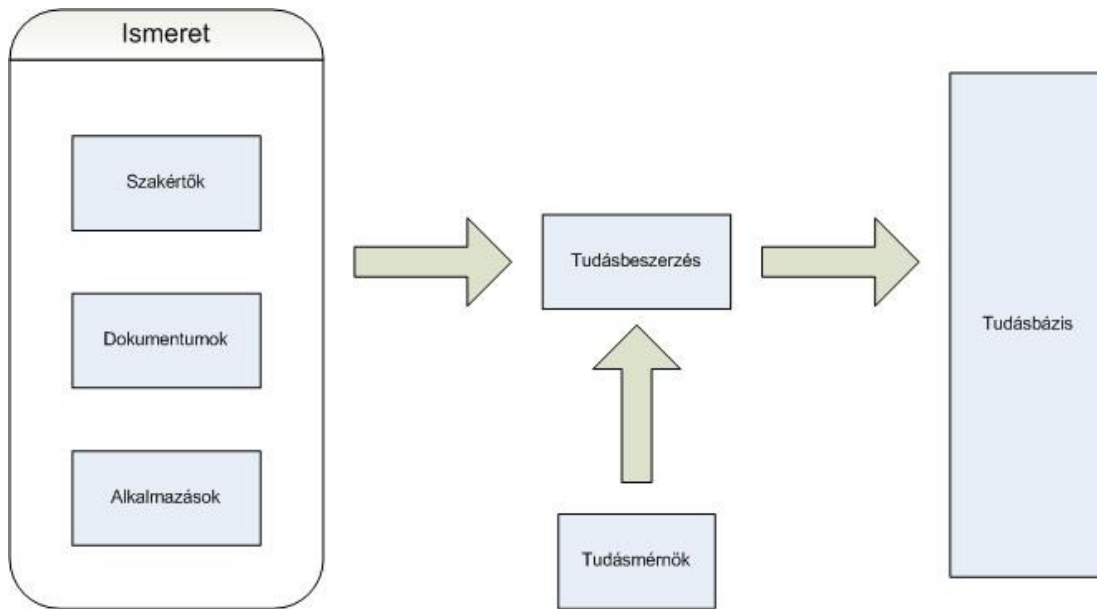 Ismeret
Szakértők
Dokumentumok
Alkalmazások
Tudásbeszerzés
Tudásmérnök
Tudásbázis